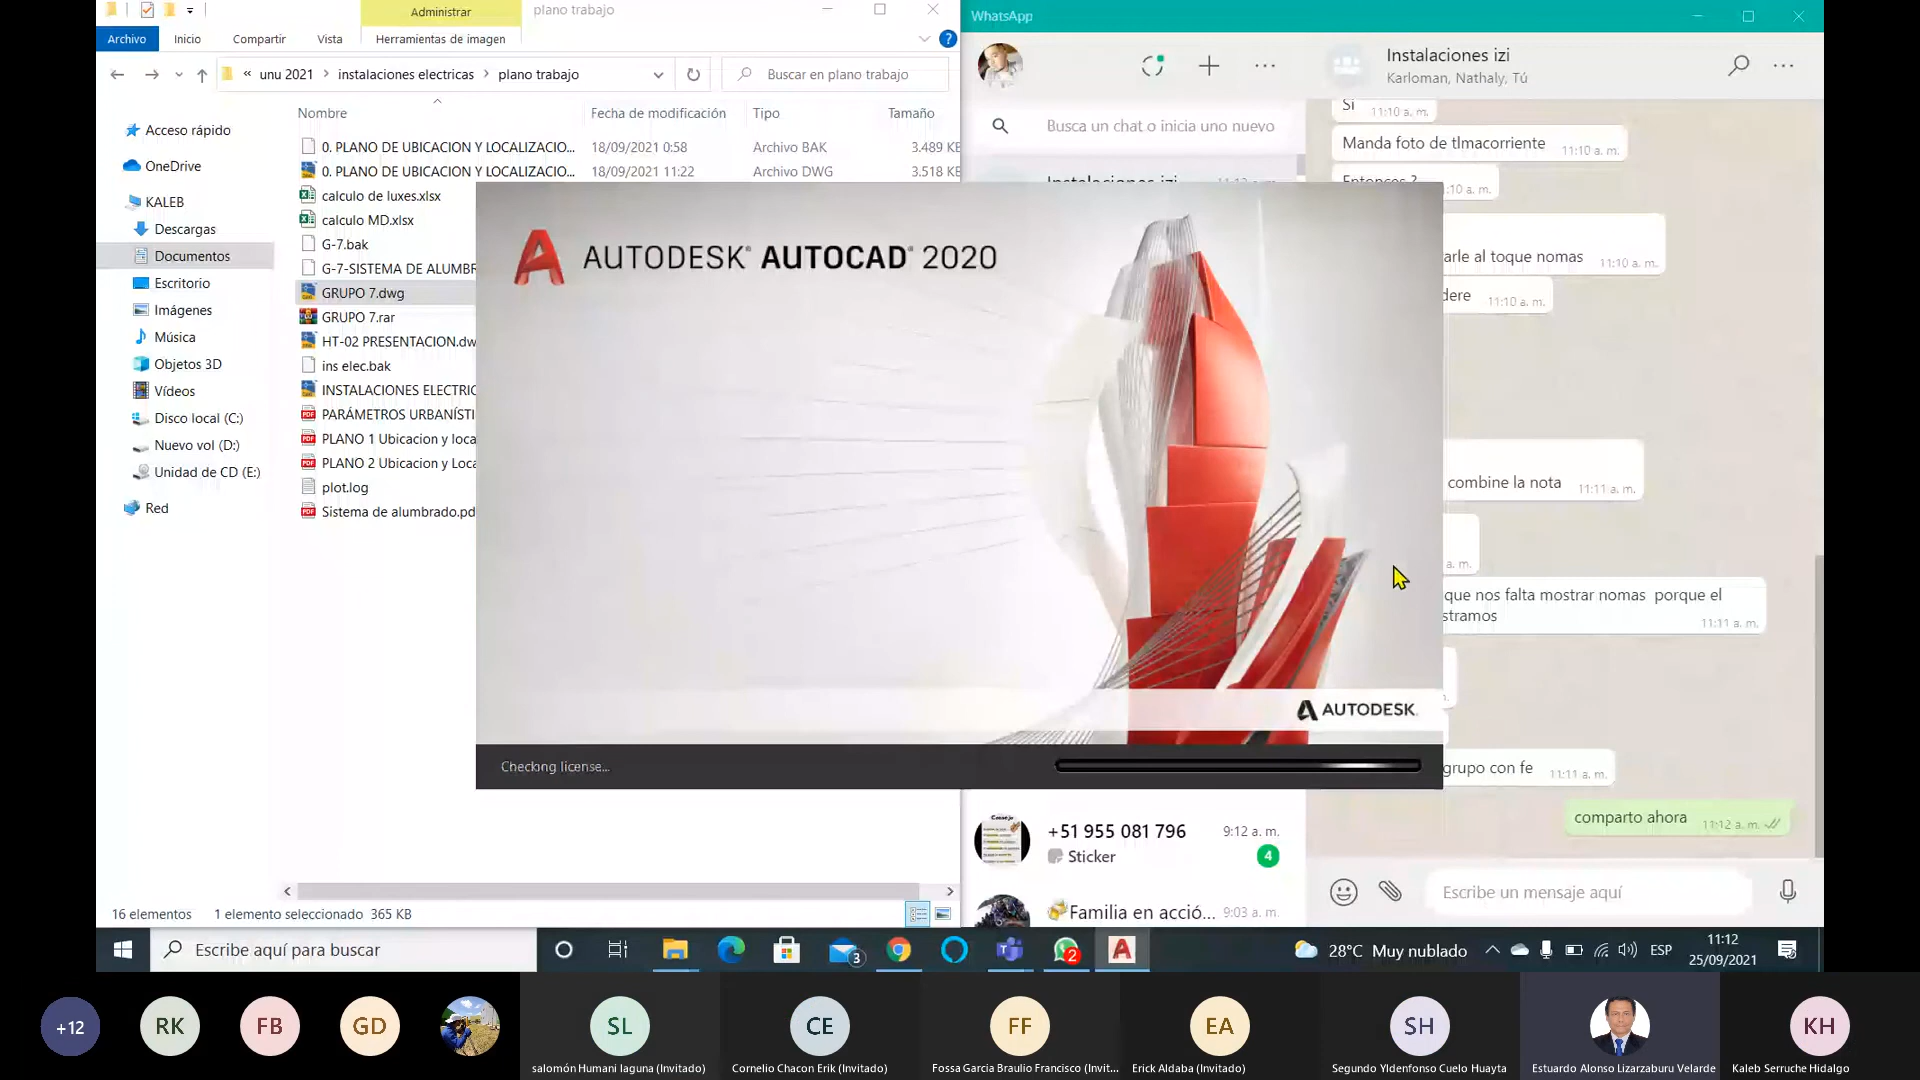 Administrar
plano trabajo
Archivo
Inicio
Compartir
Vista
Herramientas de imagen
« unu 2021 > instalaciones electricas > plano trabajo
Buscar en plano trabajo
Nombre
Fecha de modificación
Tipo
Tamaño
Acceso rápido
OneDrive
KALEB
Descargas
Documentos
Escritorio
Imágenes
Música
Objetos 3D
Vídeos
Disco local (C:)
Nuevo vol (D:)
Unidad de CD (E:)
Red
0. PLANO DE UBICACION Y LOCALIZACIO... 18/09/2021 0:58 Archivo BAK 3.489 KB
0. PLANO DE UBICACION Y LOCALIZACIO... 18/09/2021 11:22 Archivo DWG 3.518 KB
calculo de luxes.xlsx
calculo MD.xlsx
G-7.bak
G-7-SISTEMA DE ALUMBR
GRUPO 7.dwg
GRUPO 7.rar
HT-02 PRESENTACION.dw
ins elec.bak
INSTALACIONES ELECTRIC
PARÁMETROS URBANÍSTI
PLANO 1 Ubicacion y loca
PLANO 2 Ubicacion y Loca
plot.log
Sistema de alumbrado.pd
16 elementos
1 elemento seleccionado 365 KB
AUTODESK® AUTOCAD® 2020
AUTODESK.
Checking license...
WhatsApp
Busca un chat o inicia uno nuevo
Instalaciones izi
+51 955 081 796
9:12 a. m.
Sticker
4
Familia en acció...
9:03 a. m.
Instalaciones izi
Karloman, Nathaly, Tú
Si
11:10 a. m.
Manda foto de tlmacorriente
11:10 a. m.
Entonces ?
:10 a. m.
arle al toque nomas
11:10 a. m.
dere
11:10 a. m.
combine la nota
11:11 a. m.
a. m.
que nos falta mostrar nomas porque el
stramos
11:11 a. m.
grupo con fe
11:11 a. m.
comparto ahora
11:12 a. m.
Escribe un mensaje aquí
Escribe aquí para buscar
3
2
28°C Muy nublado
ESP
11:12
25/09/2021
+12
RK
FB
GD
SL
salomón Humani laguna (Invitado)
CE
Cornelio Chacon Erik (Invitado)
FF
Fossa Garcia Braulio Francisco (Invit...
EA
Erick Aldaba (Invitado)
SH
Segundo Yldenfonso Cuelo Huayta
Estuardo Alonso Lizarzaburu Velarde
KH
Kaleb Serruche Hidalgo